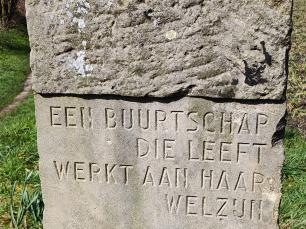 EEN BUURTSCHAP
DIE LEEFT
WERKT AAN HAAR
WELZIJN